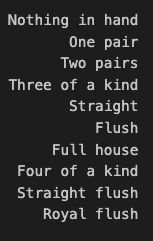 Nothing in hand
One pair
Two pairs
Three of a kind
Straight
Flush
Full house
Four of a kind
Straight flush
Royal flush